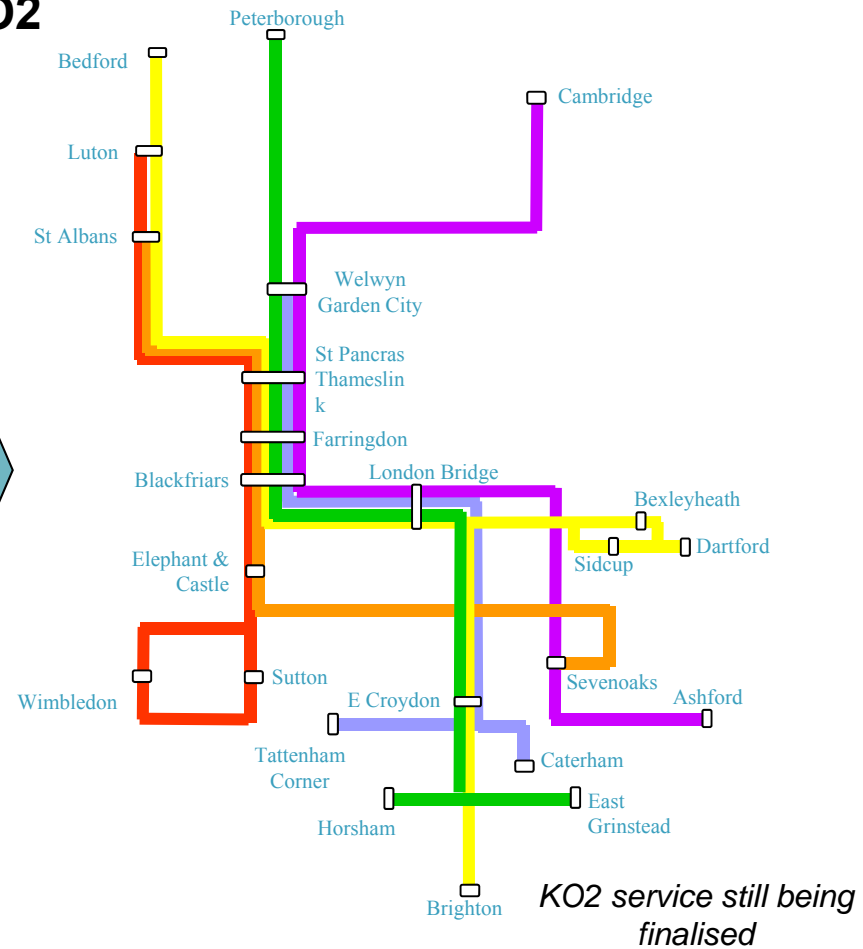 Peterborough
Bedford
Cambridge
Luton
St Albans
Welwyn
Garden City
St Pancras
Thameslin
k
Farringdon
London Bridge
Blackfriars
Bexleyheath
Dartford
Elephant &
Castle
Sidcup
Sutton
Sevenoaks
Wimbledon
E Croydon
Ashford
Tattenham
Corner
Caterham
East
Grinstead
Horsham
Brighton
KO2 service still being
finalised